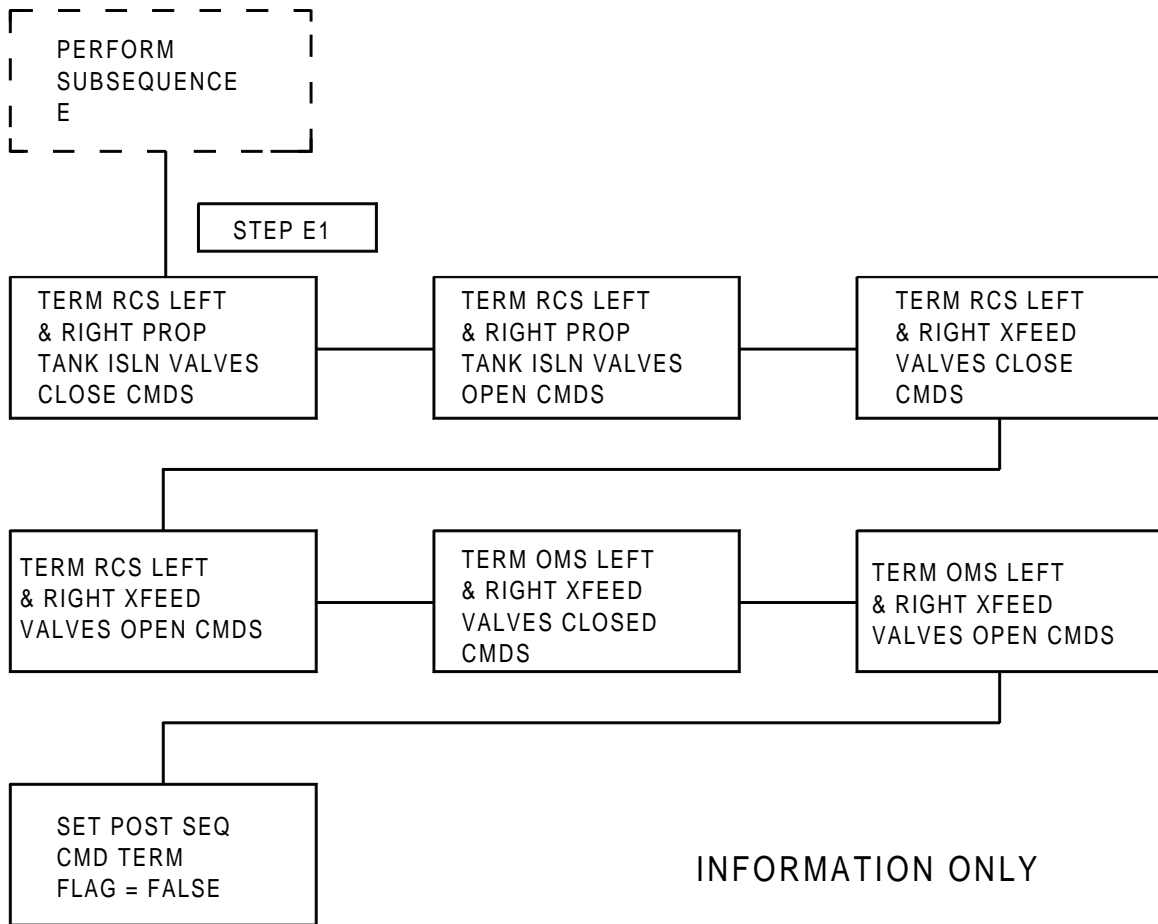 PERFORM
SUBSEQUENCE
E
STEP E1
TERM RCS LEFT
& RIGHT PROP
TANK ISLN VALVES
CLOSE CMDS
TERM RCS LEFT
& RIGHT PROP
TANK ISLN VALVES
OPEN CMDS
TERM RCS LEFT
& RIGHT XFEED
VALVES CLOSE
CMDS
TERM RCS LEFT
& RIGHT XFEED
VALVES OPEN CMDS
TERM OMS LEFT
& RIGHT XFEED
VALVES CLOSED
CMDS
TERM OMS LEFT
& RIGHT XFEED
VALVES OPEN CMDS
SET POST SEQ
CMD TERM
FLAG = FALSE
INFORMATION ONLY